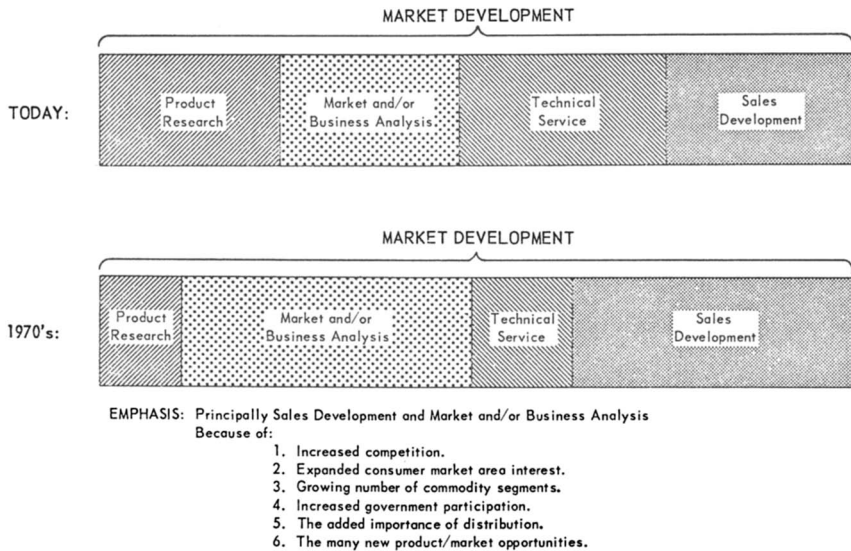 MARKET DEVELOPMENT
TODAY:
Product
Research
Market and/or
Business Analysis
Technical
Service
Sales
Development
MARKET DEVELOPMENT
1970's:
Product
Research
Market and/or
Business Analysis
Technical
Service
Sales
Development
EMPHASIS: Principally Sales Development and Market and/or Business Analysis
Because of:
1. Increased competition.
2. Expanded consumer market area interest.
3. Growing number of commodity segments.
4. Increased government participation.
5. The added importance of distribution.
6. The many new product/market opportunities.